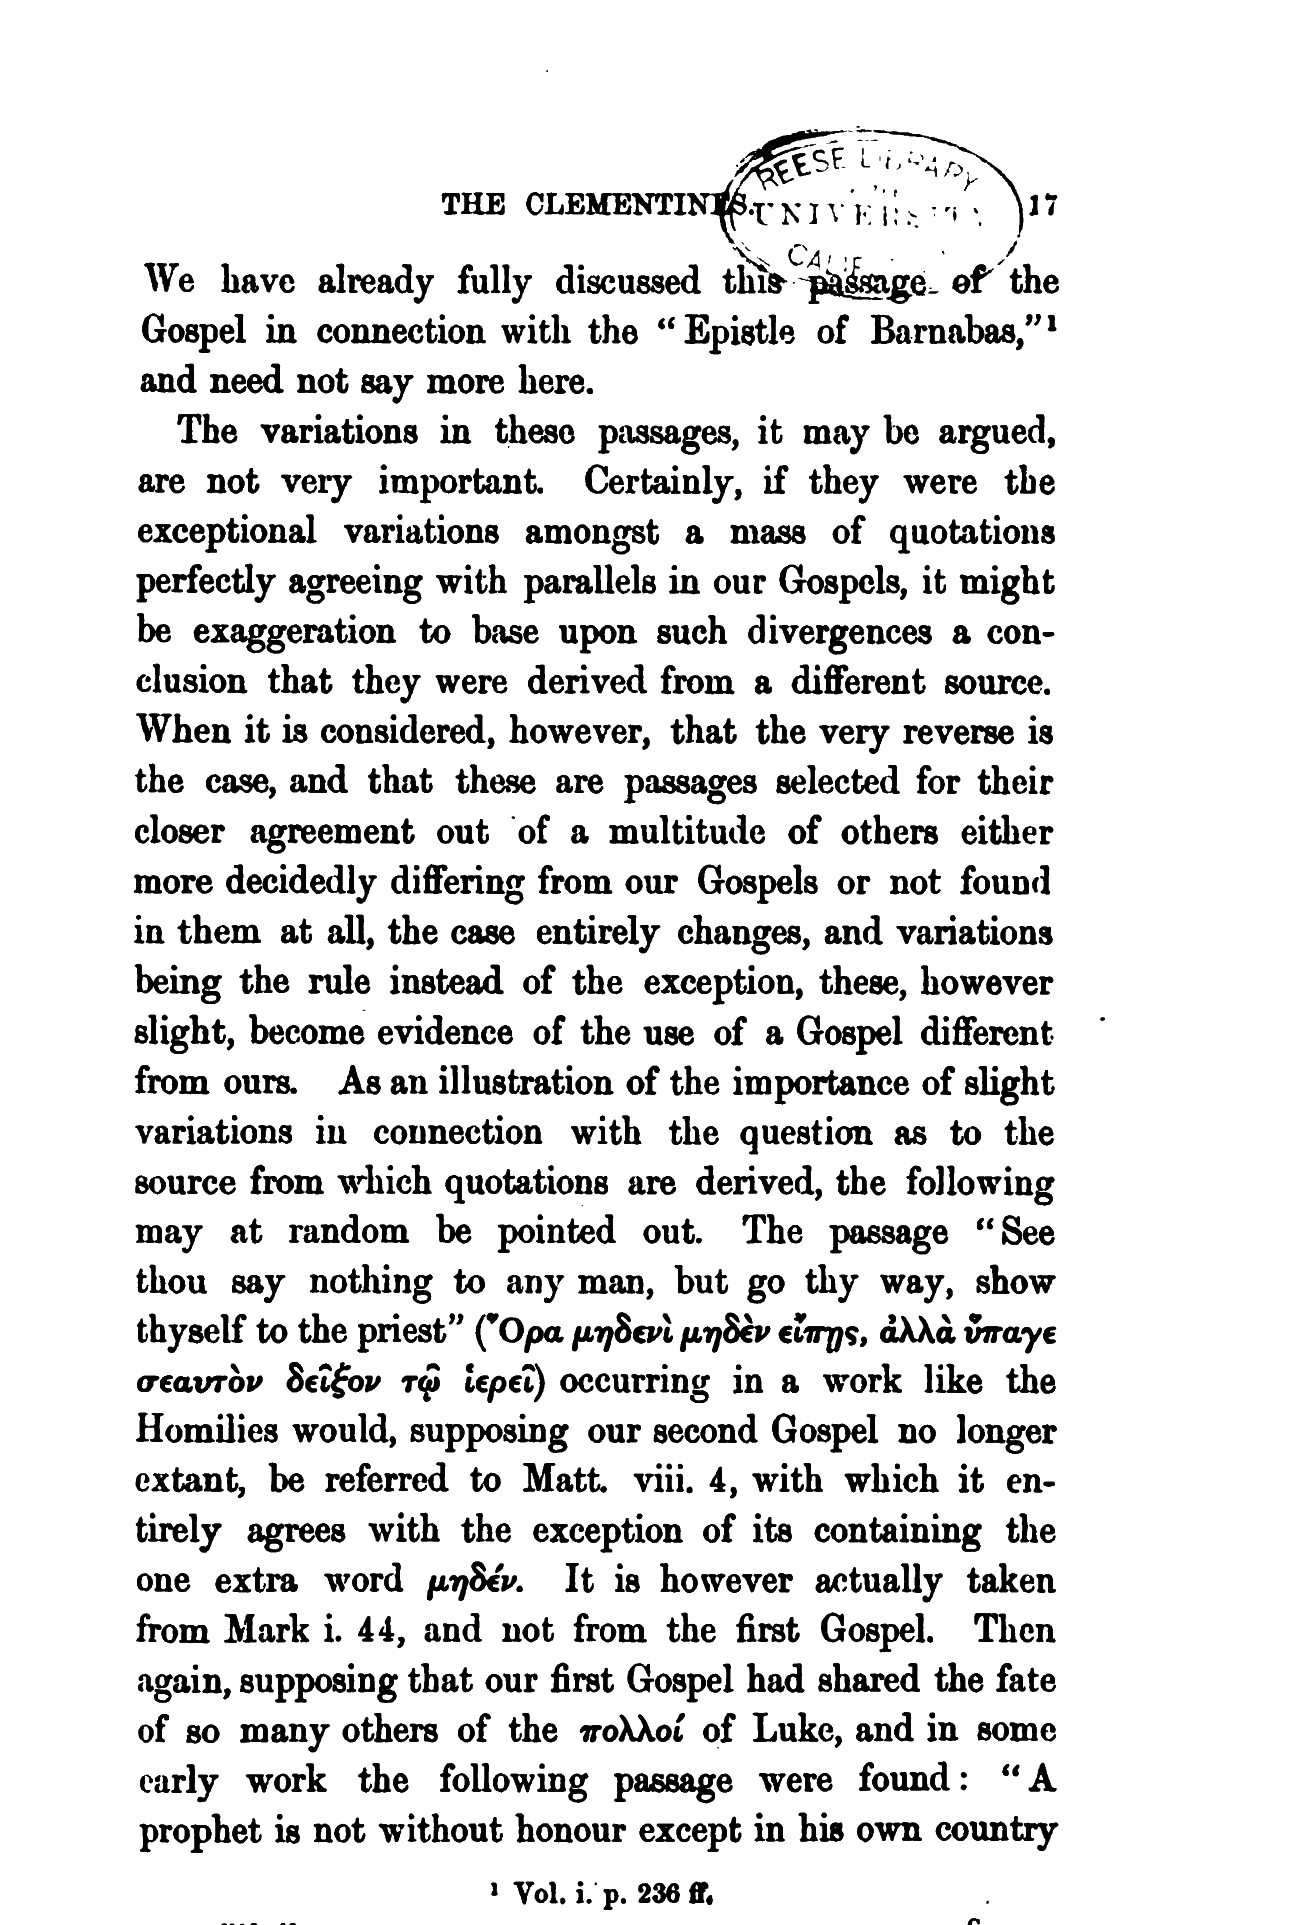 THE CLEMENTINES. 17
REESE LIBRARY
UNIVERSITY
We have already fully discussed this passage of the
Gospel in connection with the “Epistle of Barnabas,”¹
and need not say more here.
The variations in these passages, it may be argued,
are not very important. Certainly, if they were the
exceptional variations amongst a mass of quotations
perfectly agreeing with parallels in our Gospels, it might
be exaggeration to base upon such divergences a con-
clusion that they were derived from a different source.
When it is considered, however, that the very reverse is
the case, and that these are passages selected for their
closer agreement out of a multitude of others either
more decidedly differing from our Gospels or not found
in them at all, the case entirely changes, and variations
being the rule instead of the exception, these, however
slight, become evidence of the use of a Gospel different
from ours. As an illustration of the importance of slight
variations in connection with the question as to the
source from which quotations are derived, the following
may at random be pointed out. The passage “See
thou say nothing to any man, but go thy way, show
thyself to the priest” (Ὅρα μηδενὶ μηδὲν εἴπῃς, ἀλλὰ ὕπαγε
σεαυτὸν δεῖξον τῷ ἱερεῖ) occurring in a work like the
Homilies would, supposing our second Gospel no longer
extant, be referred to Matt. viii. 4, with which it en-
tirely agrees with the exception of its containing the
one extra word μηδέν. It is however actually taken
from Mark i. 44, and not from the first Gospel. Then
again, supposing that our first Gospel had shared the fate
of so many others of the πολλοί of Luke, and in some
early work the following passage were found: “A
prophet is not without honour except in his own country
¹ Vol. i. p. 236 ff.